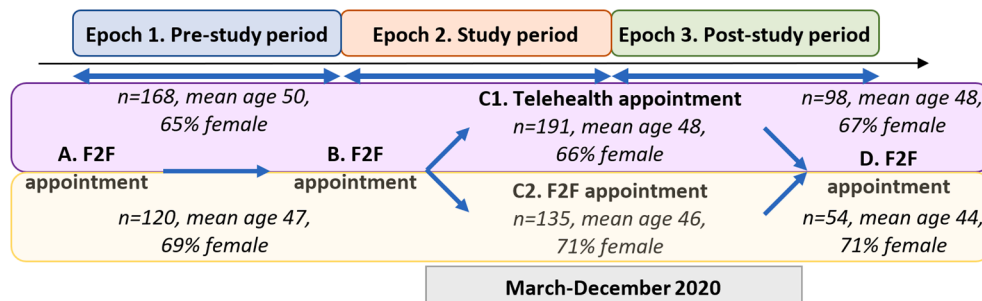 Epoch 1. Pre-study period
Epoch 2. Study period
Epoch 3. Post-study period
n=168, mean age 50,
65% female
C1. Telehealth appointment
n=191, mean age 48,
66% female
n=98, mean age 48,
67% female
A. F2F
appointment
B. F2F
appointment
D. F2F
appointment
C2. F2F appointment
n=135, mean age 46,
71% female
n=120, mean age 47,
69% female
n=54, mean age 44,
71% female
March-December 2020